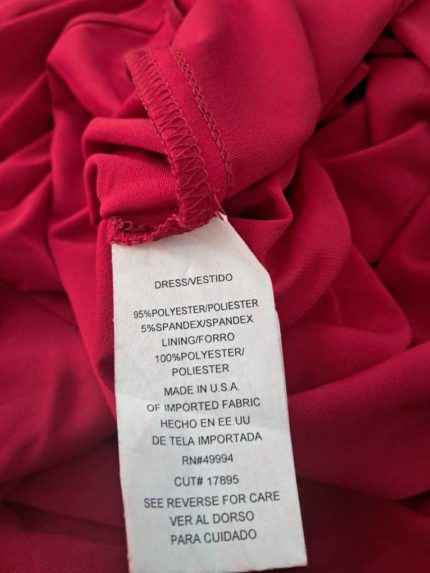 DRESS/VESTIDO
95%POLYESTER/POLIESTER
5%SPANDEX/SPANDEX
LINING/FORRO
100%POLYESTER/
POLIESTER
MADE IN U.S.A.
OF IMPORTED FABRIC
HECHO EN EE.UU
DE TELA IMPORTADA
RN#49994
CUT# 17895
SEE REVERSE FOR CARE
VER AL DORSO
PARA CUIDADO